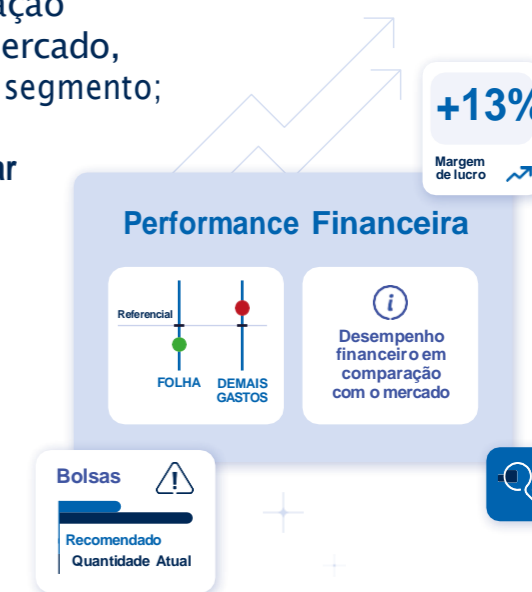 ercado,
segmento;
+13%
Margem
de lucro
Performance Financeira
Referencial
FOLHA
DEMAIS
GASTOS
i
Desempenho
financeiro em
comparação
com o mercado
Bolsas
!
Recomendado
Quantidade Atual